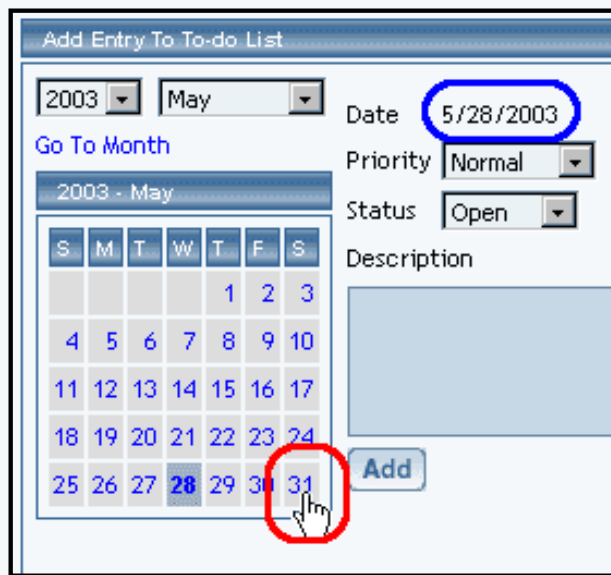 Add Entry To To-do List
2003 May
Go To Month
2003 - May
S M T W T F S
1 2 3
4 5 6 7 8 9 10
11 12 13 14 15 16 17
18 19 20 21 22 23 24
25 26 27 28 29 30 31
Date 5/28/2003
Priority Normal
Status Open
Description
Add